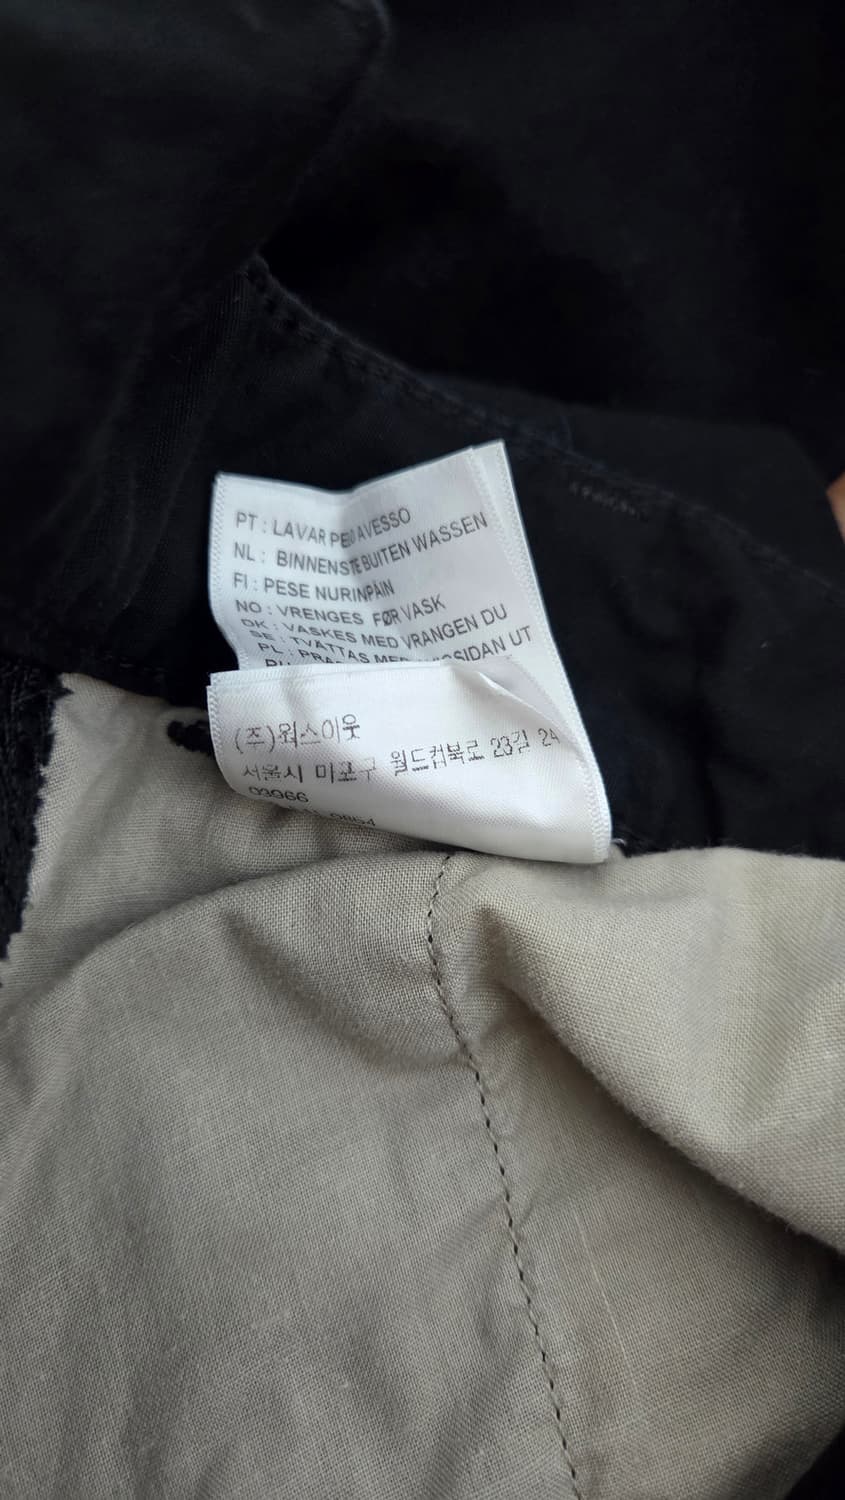 PT : LAVAR PELO AVESSO
NL : BINNENSTE BUITEN WASSEN
FI : PESE NURINPÄIN
NO : VRENGES FØR VASK
DK : VASKES MED VRANGEN DU
SE : TVÄTTAS MED UT
PL :
(주)웍스아웃
서울시 마포구 월드컵북로 23길 24
03966